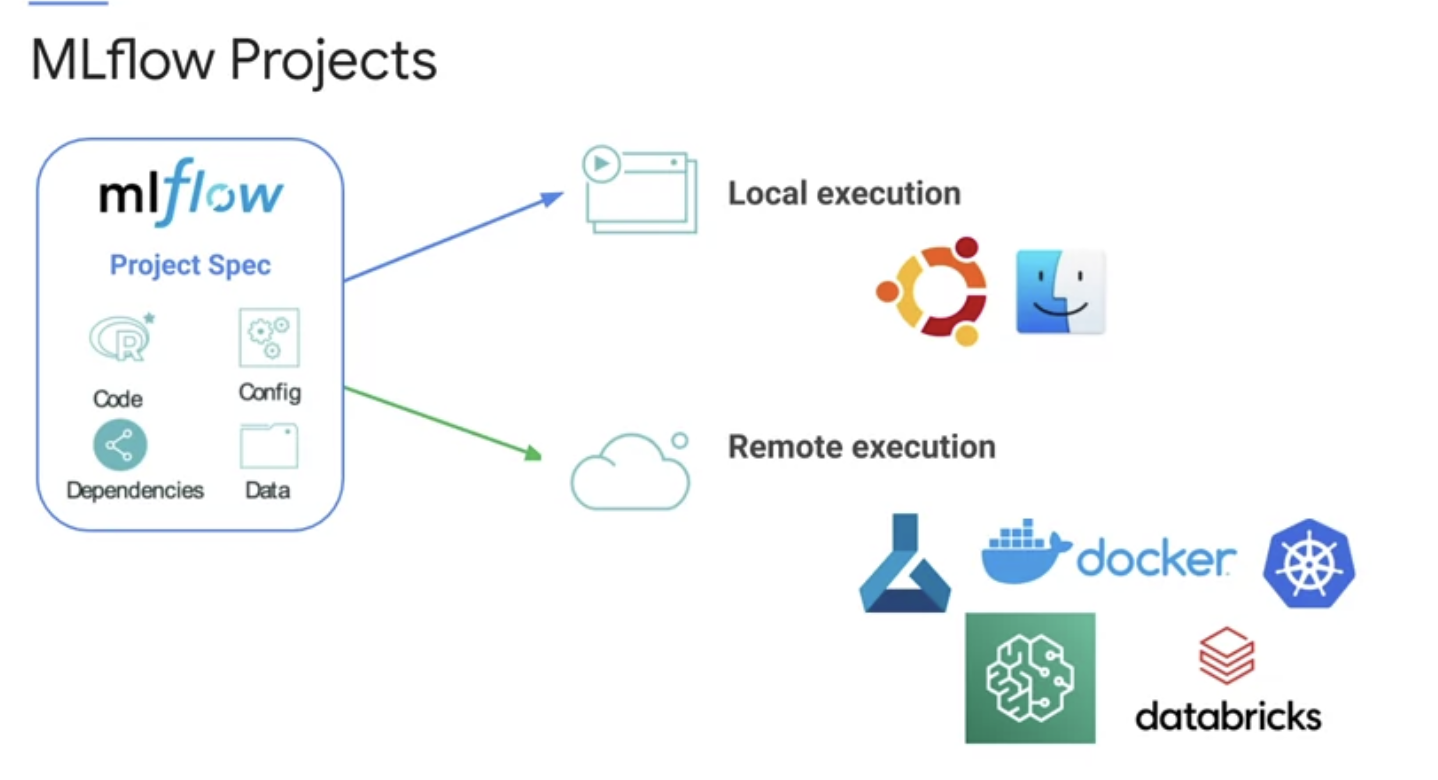 MLflow Projects
mlflow
Project Spec
R
Code
Config
Dependencies
Data
Local execution
Remote execution
docker
databricks